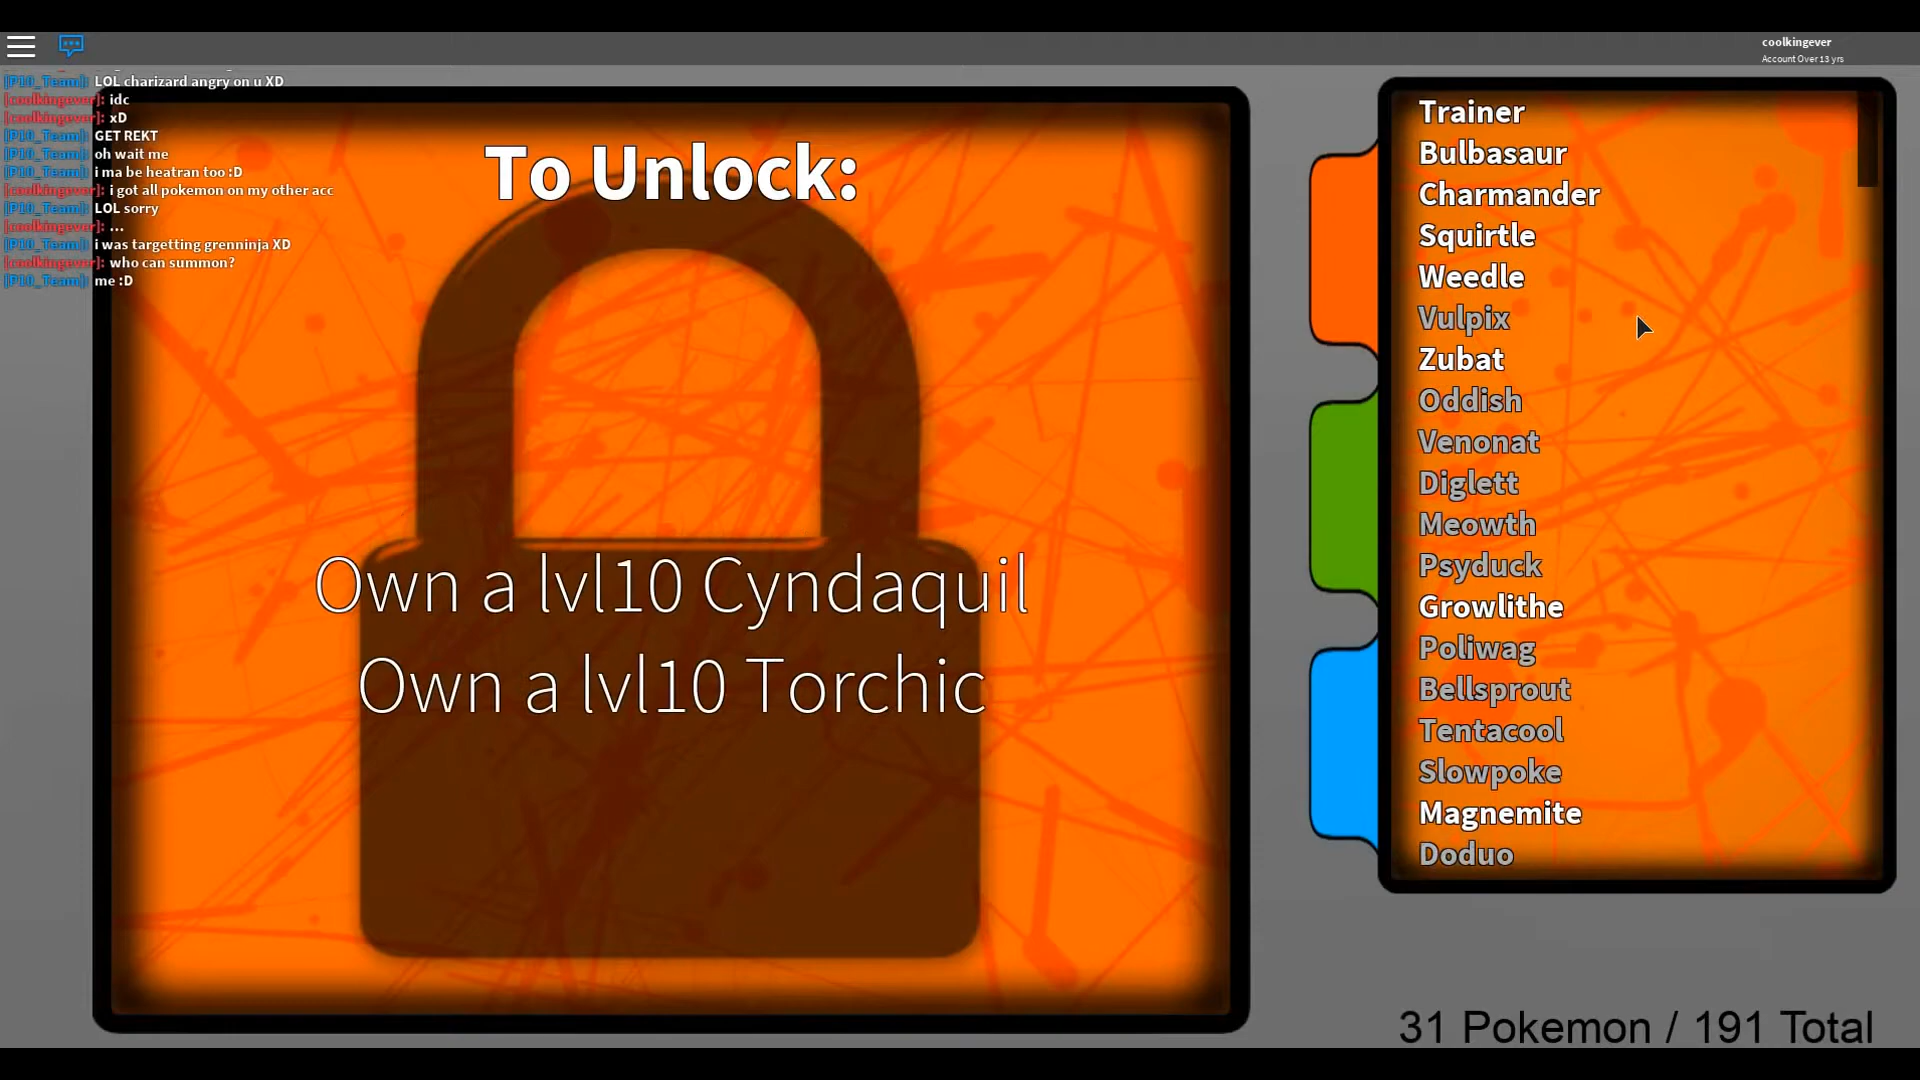 coolkingever
Account Over 13 yrs
[P10_Team]: LOL charizard angry on u XD
[coolkingever]: idc
[coolkingever]: xD
[P10_Team]: GET REKT
[P10_Team]: oh wait me
[P10_Team]: i ma be heatran too :D
[coolkingever]: i got all pokemon on my other acc
[P10_Team]: LOL sorry
[coolkingever]: ...
[P10_Team]: i was targetting grenninja XD
[coolkingever]: who can summon?
[P10_Team]: me :D
To Unlock:
Own a lvl10 Cyndaquil
Own a lvl10 Torchic
Trainer
Bulbasaur
Charmander
Squirtle
Weedle
Vulpix
Zubat
Oddish
Venonat
Diglett
Meowth
Psyduck
Growlithe
Poliwag
Bellsprout
Tentacool
Slowpoke
Magnemite
Doduo
31 Pokemon / 191 Total